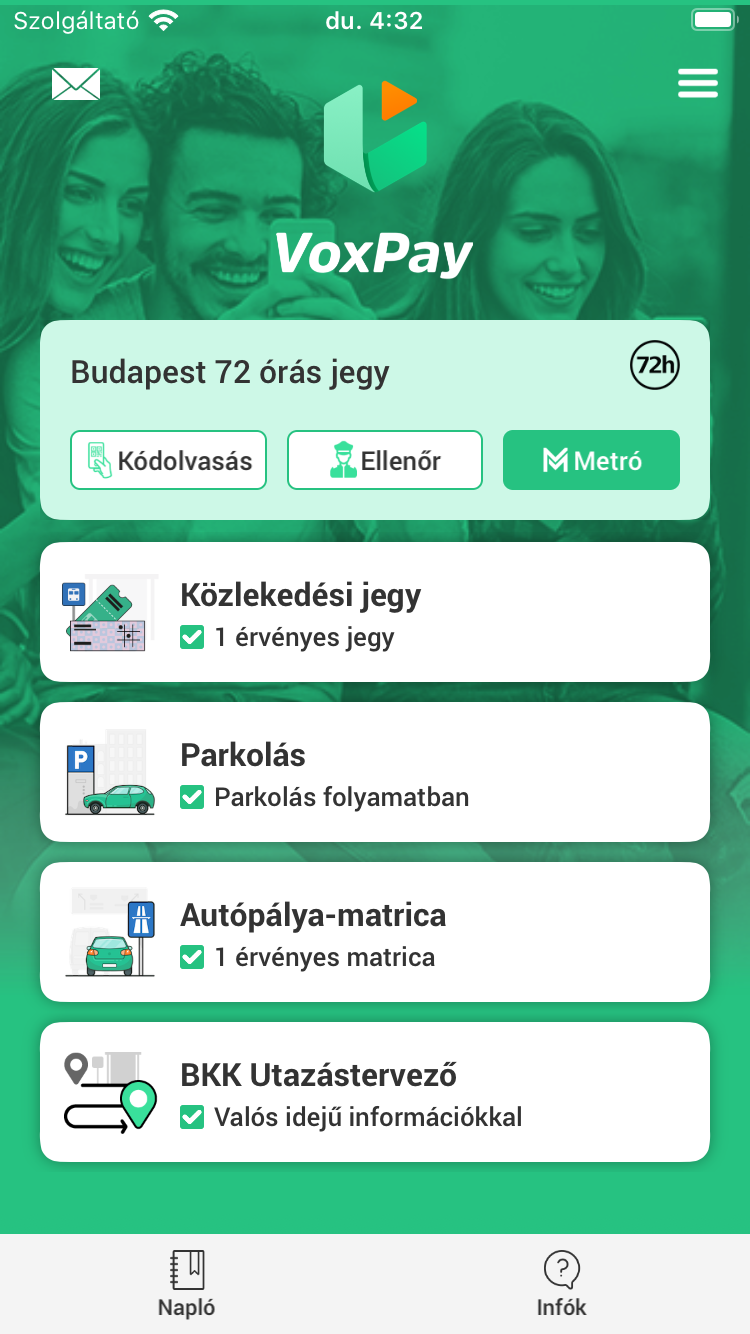 Szolgáltató
du. 4:32
VoxPay
Budapest 72 órás jegy
72h
Kódolvasás
Ellenőr
Metró
Közlekedési jegy
1 érvényes jegy
P
Parkolás
Parkolás folyamatban
Autópálya-matrica
1 érvényes matrica
BKK Utazástervező
Valós idejű információkkal
Napló
?
Infók